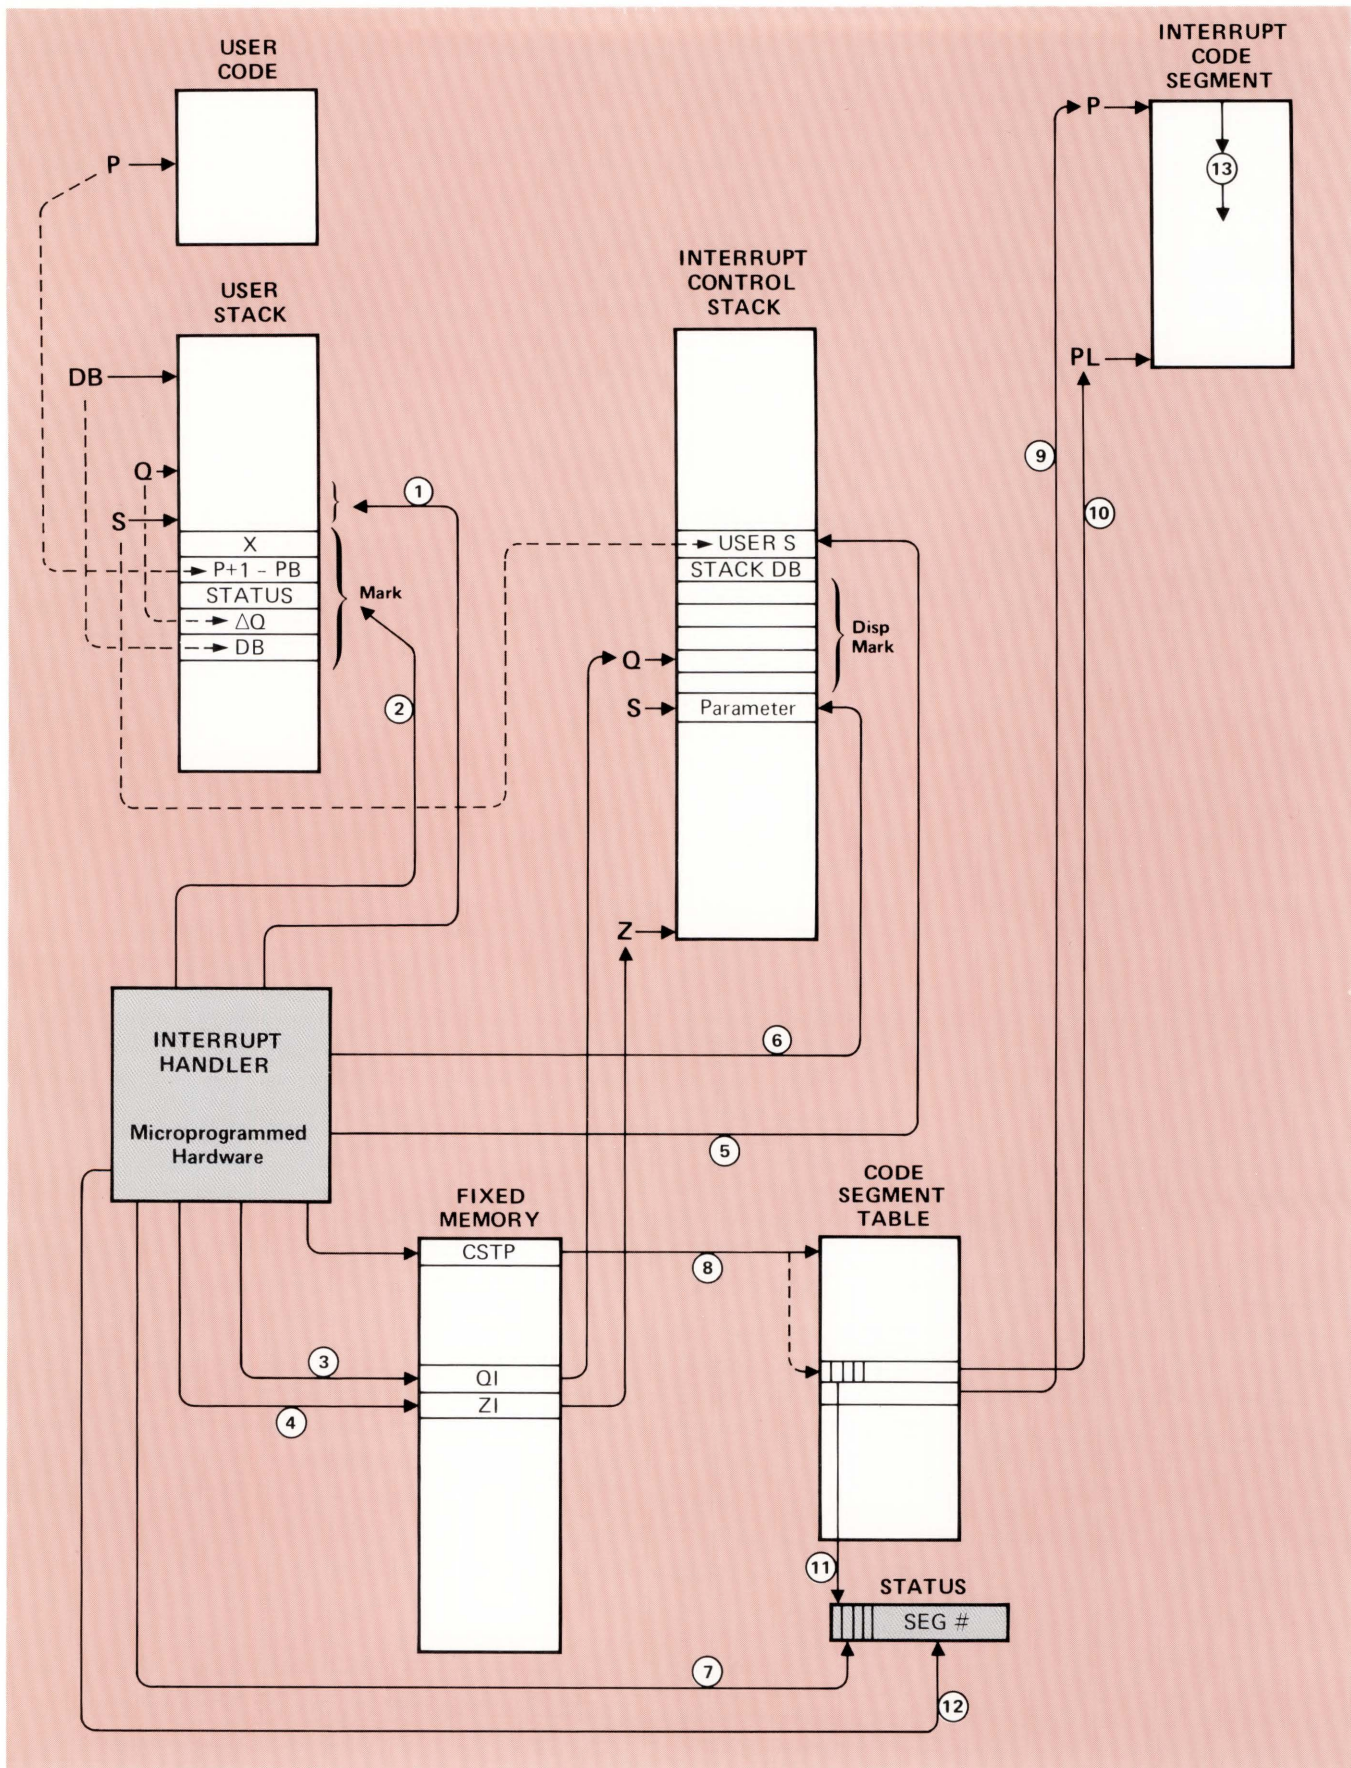 USER
CODE
P
INTERRUPT
CODE
SEGMENT
P
13
PL
9
10
USER
STACK
DB
Q
S
1
X
P+1 – PB
STATUS
ΔQ
DB
Mark
2
INTERRUPT
CONTROL
STACK
USER S
STACK DB
Disp
Mark
Q
S
Parameter
Z
INTERRUPT
HANDLER
Microprogrammed
Hardware
6
5
FIXED
MEMORY
CSTP
QI
ZI
3
4
8
CODE
SEGMENT
TABLE
11
STATUS
SEG #
7
12